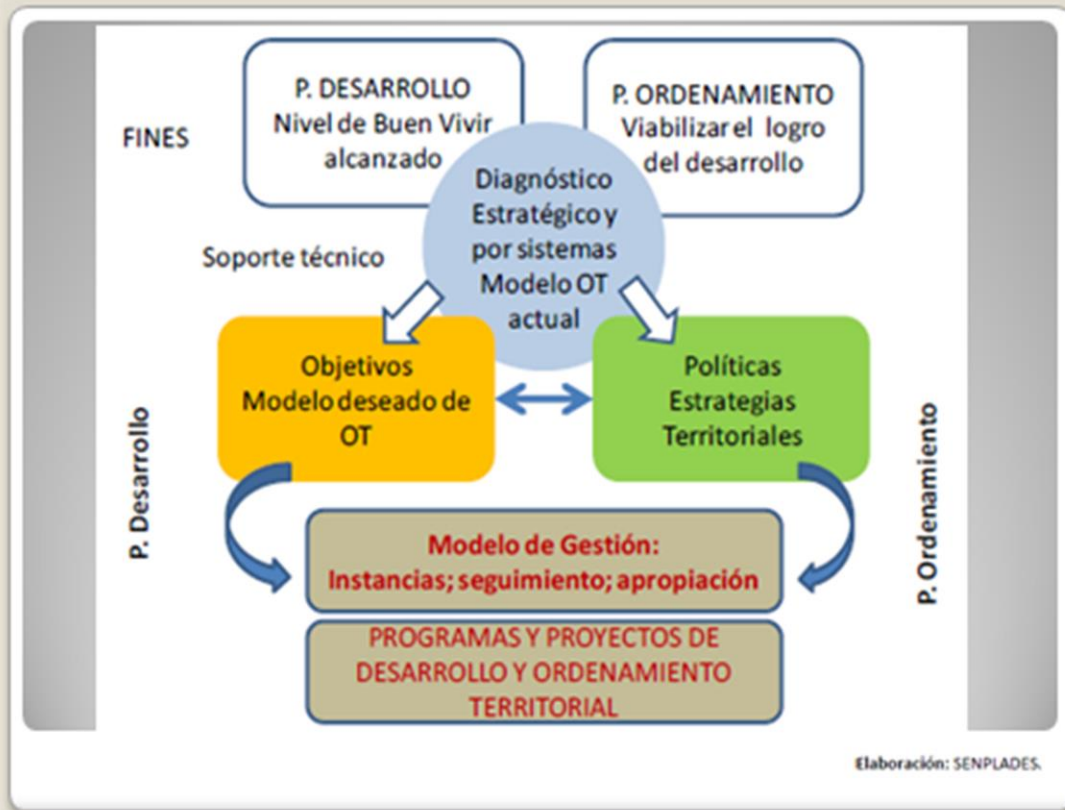 P. DESARROLLO
Nivel de Buen Vivir
alcanzado
P. ORDENAMIENTO
Viabilizar el logro
del desarrollo
FINES
Diagnóstico
Estratégico y
por sistemas
Modelo OT
actual
Soporte técnico
Objetivos
Modelo deseado de
OT
Políticas
Estrategias
Territoriales
P. Desarrollo
P. Ordenamiento
Modelo de Gestión:
Instancias; seguimiento; apropiación
PROGRAMAS Y PROYECTOS DE
DESARROLLO Y ORDENAMIENTO
TERRITORIAL
Elaboración: SENPLADES.